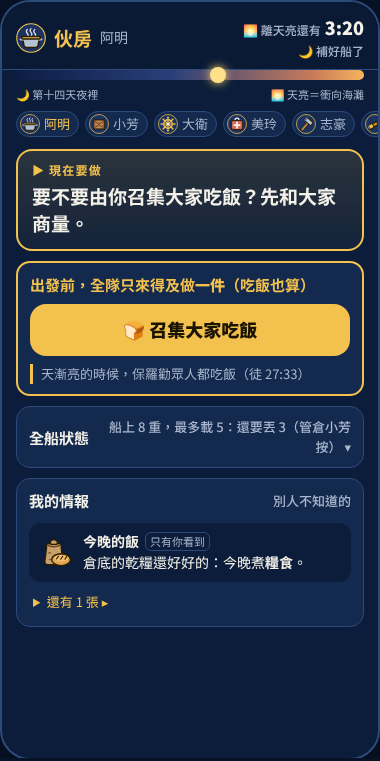 伙房 阿明
🌅 離天亮還有 3:20
🌙 補好船了
🌙 第十四天夜裡
🌅 天亮＝衝向海灘
阿明 小芳 大衛 美玲 志豪
▶ 現在要做
要不要由你召集大家吃飯？先和大家
商量。
出發前，全隊只來得及做一件（吃飯也算）
🍞 召集大家吃飯
天漸亮的時候，保羅勸眾人都吃飯（徒 27:33）
全船狀態
船上 8 重，最多載 5：還要丟 3（管倉小芳
按） ▾
我的情報
別人不知道的
今晚的飯 只有你看到
倉底的乾糧還好好的：今晚煮糧食。
▶ 還有 1 張 ▸